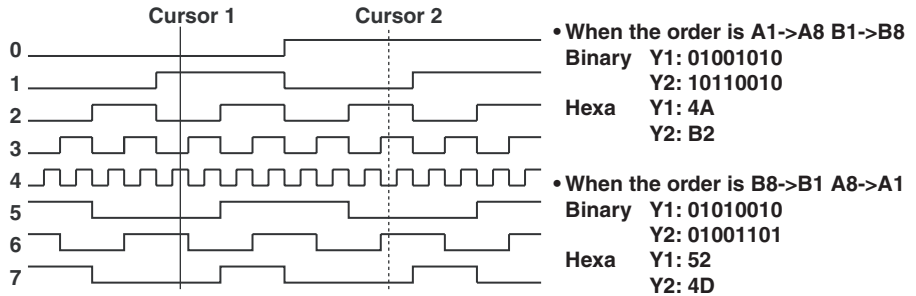 Cursor 1 Cursor 2
0
1
2
3
4
5
6
7
• When the order is A1->A8 B1->B8
Binary Y1: 01001010
Y2: 10110010
Hexa Y1: 4A
Y2: B2
• When the order is B8->B1 A8->A1
Binary Y1: 01010010
Y2: 01001101
Hexa Y1: 52
Y2: 4D